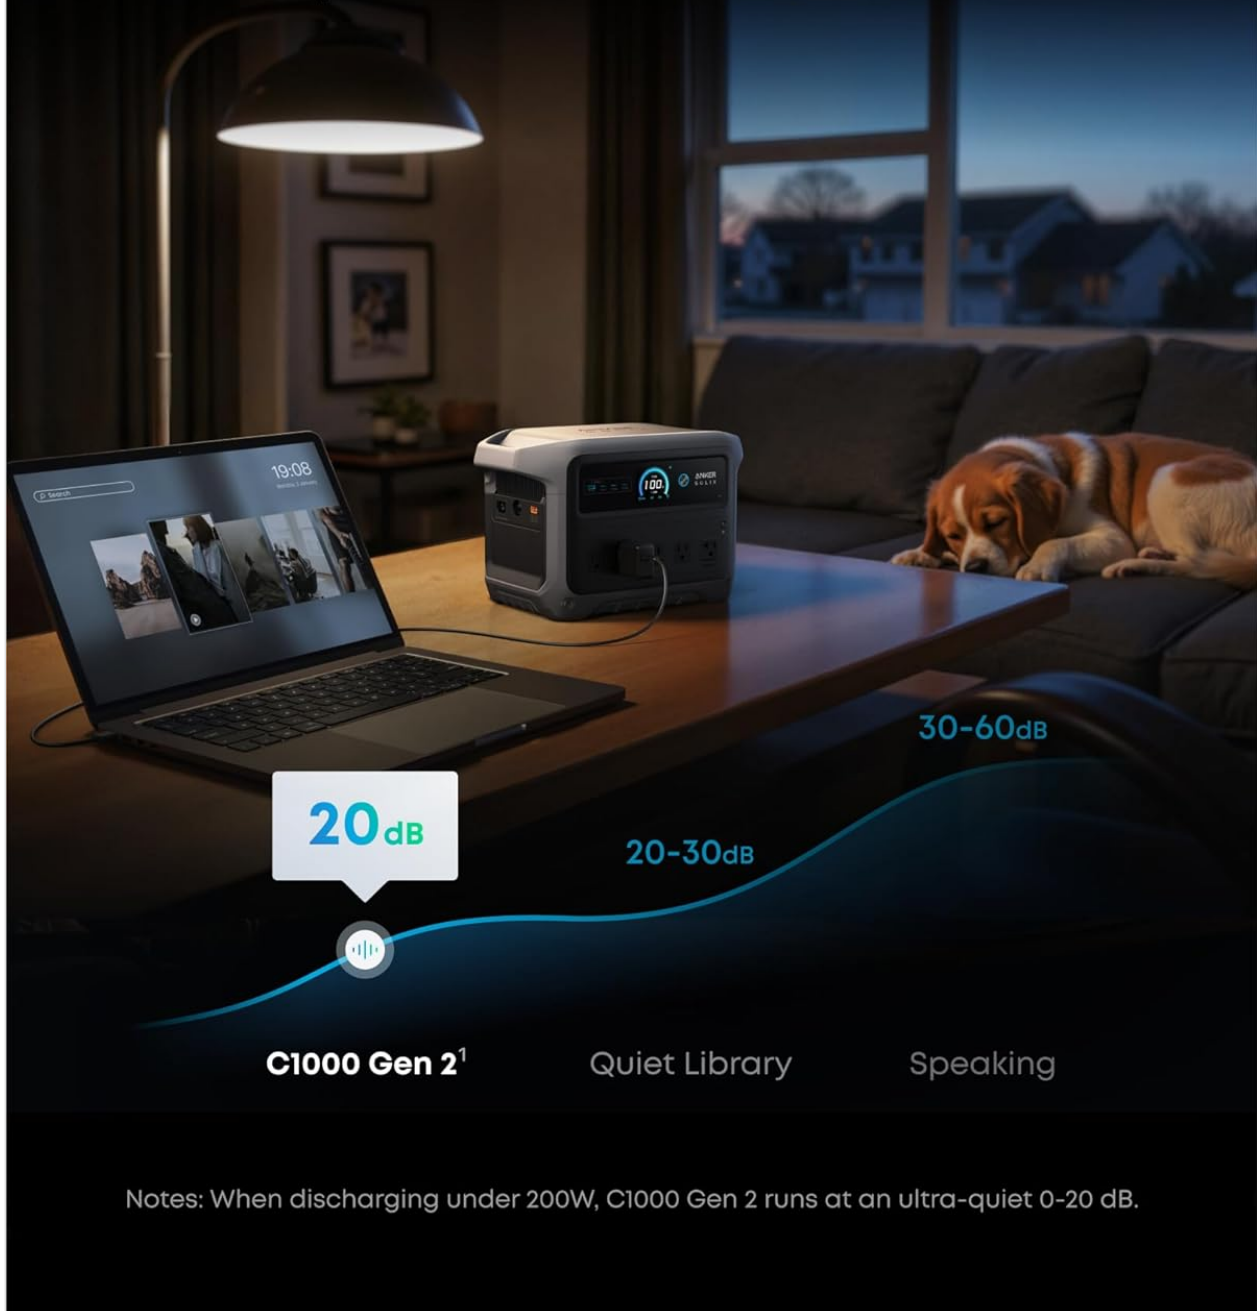 19:08
Search
100
ANKER
SOLIX
30-60dB
20dB
20-30dB
C1000 Gen 2¹
Quiet Library
Speaking
Notes: When discharging under 200W, C1000 Gen 2 runs at an ultra-quiet 0-20 dB.